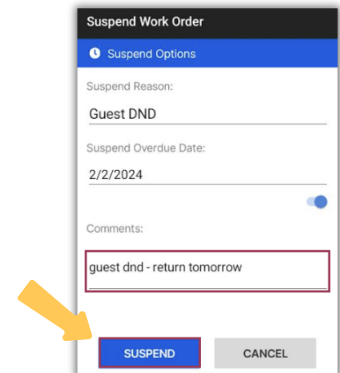 Suspend Work Order
Suspend Options
Suspend Reason:
Guest DND
Suspend Overdue Date:
2/2/2024
Comments:
guest dnd - return tomorrow
SUSPEND CANCEL